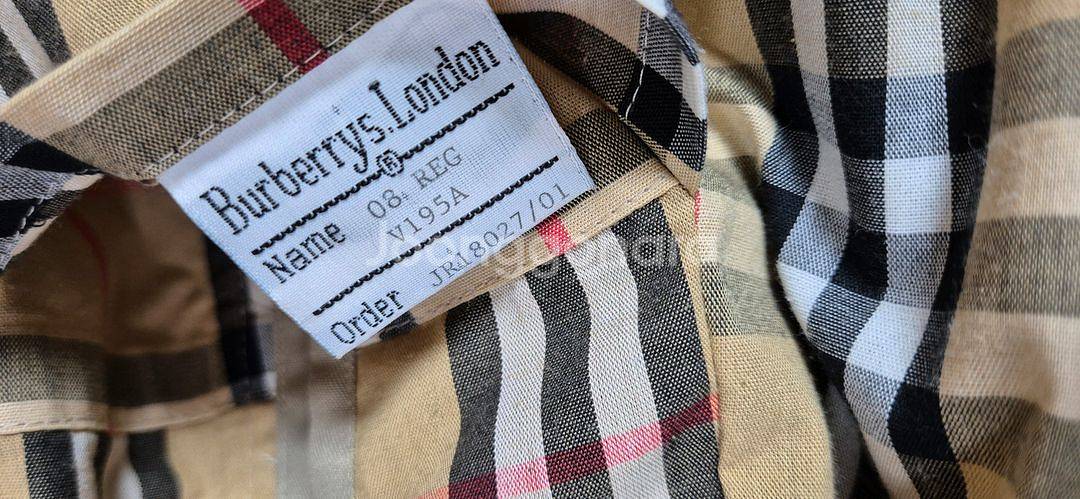 Burberrys.London
®
Name 08. REG
V195A
Order JR18027/01